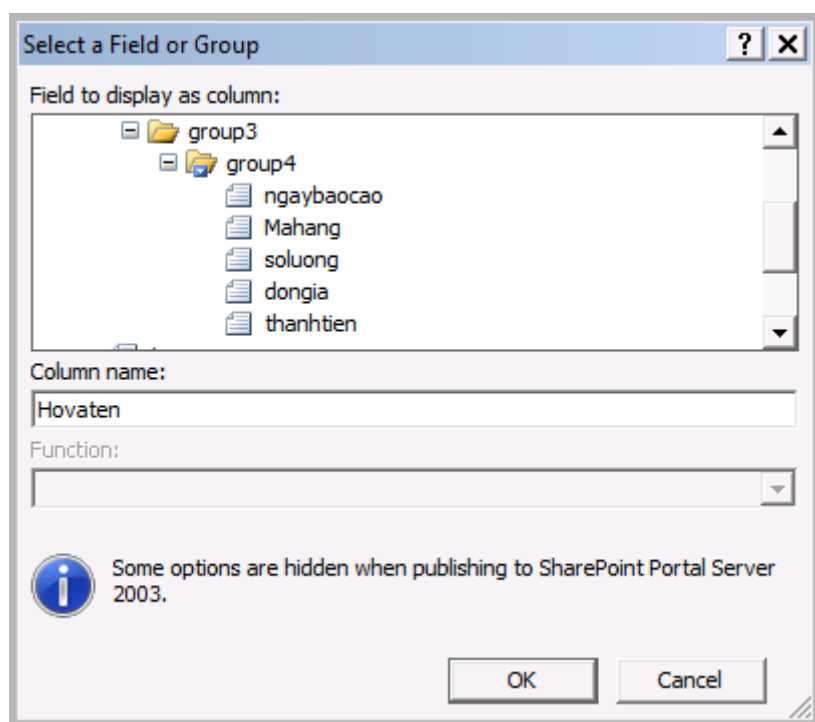 Select a Field or Group
Field to display as column:
group3
group4
ngaybaocao
Mahang
soluong
dongia
thanhtien
Column name:
Hovaten
Function:
Some options are hidden when publishing to SharePoint Portal Server
2003.
OK Cancel